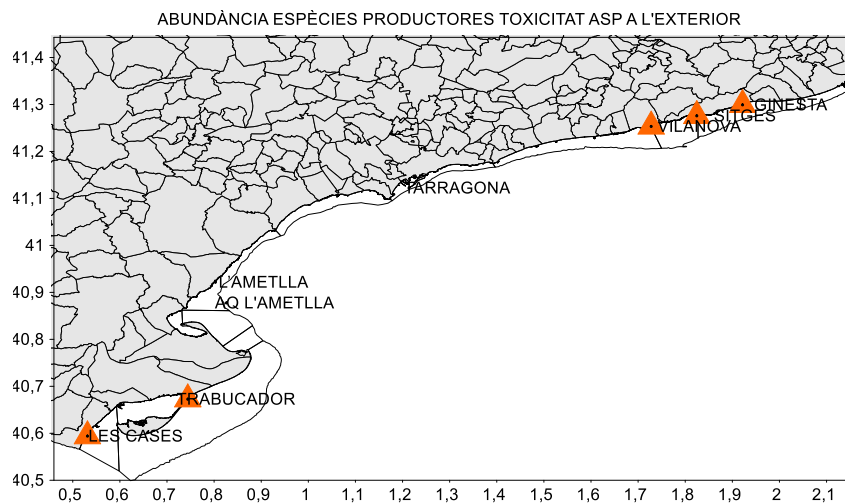 ABUNDÀNCIA ESPÈCIES PRODUCTORES TOXICITAT ASP A L'EXTERIOR
41,4
41,3
GINESTA
SITGES
VILANOVA
41,2
TARRAGONA
41,1
41
L'AMETLLA
40,9
AQ L'AMETLLA
40,8
40,7
TRABUCADOR
40,6
LES CASES
40,5
0,5 0,6 0,7 0,8 0,9 1 1,1 1,2 1,3 1,4 1,5 1,6 1,7 1,8 1,9 2 2,1